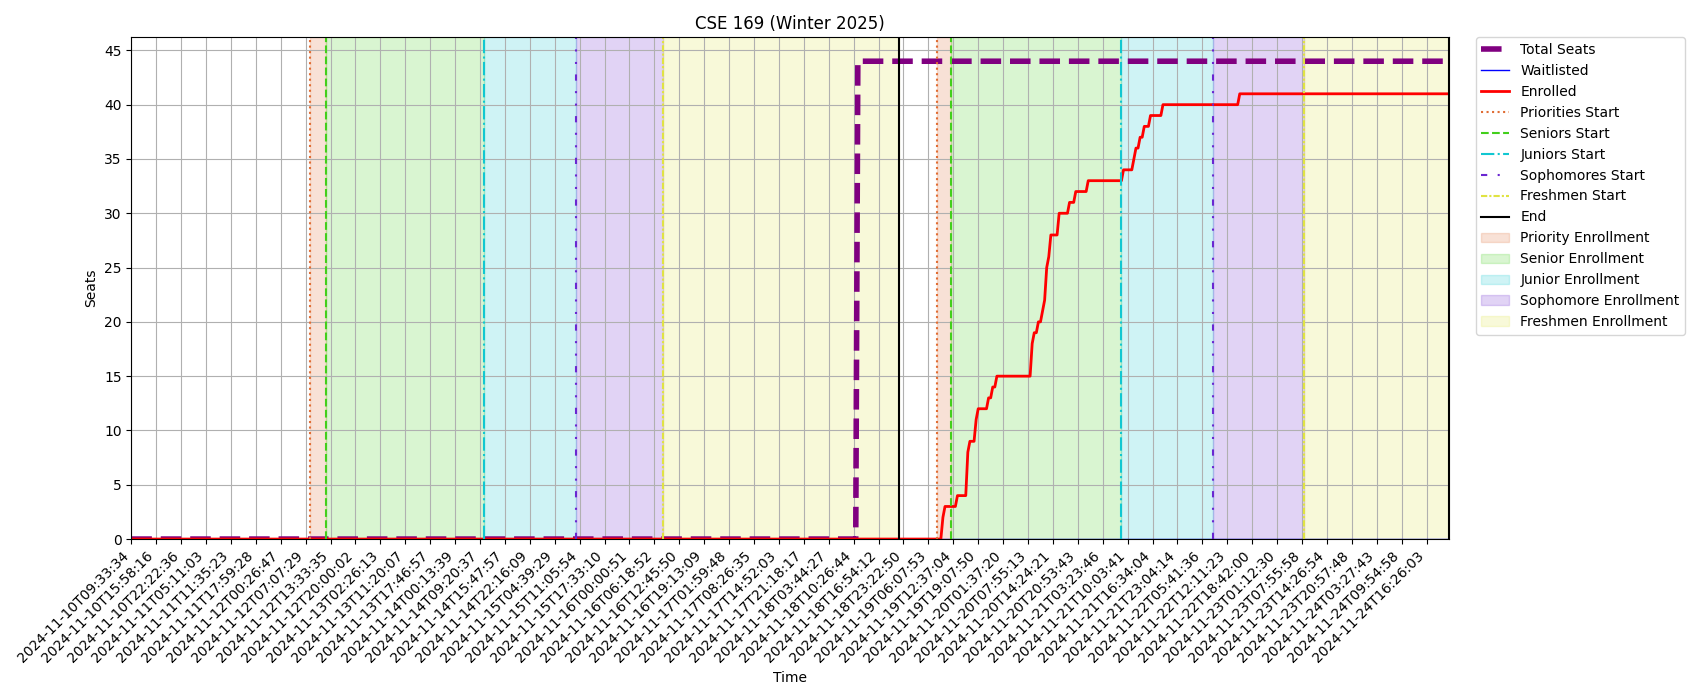 CSE 169 (Winter 2025)
45
40
35
30
25
20
15
10
5
0
Seats
2024-11-10T09:33:34
2024-11-10T15:58:16
2024-11-10T22:22:36
2024-11-11T05:11:03
2024-11-11T11:35:23
2024-11-11T17:59:28
2024-11-12T00:26:47
2024-11-12T07:07:29
2024-11-12T13:33:35
2024-11-12T20:00:02
2024-11-13T02:26:13
2024-11-13T11:20:07
2024-11-13T17:46:57
2024-11-14T00:13:39
2024-11-14T09:20:37
2024-11-14T15:47:57
2024-11-14T22:16:09
2024-11-15T04:39:29
2024-11-15T11:05:54
2024-11-15T17:33:10
2024-11-16T00:00:51
2024-11-16T06:18:52
2024-11-16T12:45:50
2024-11-16T19:13:09
2024-11-17T01:59:48
2024-11-17T08:26:35
2024-11-17T14:52:03
2024-11-17T21:18:17
2024-11-18T03:44:27
2024-11-18T10:26:44
2024-11-18T16:54:12
2024-11-18T23:22:50
2024-11-19T06:07:53
2024-11-19T12:37:04
2024-11-19T19:07:50
2024-11-20T01:37:20
2024-11-20T07:55:13
2024-11-20T14:24:21
2024-11-20T20:53:43
2024-11-21T03:23:46
2024-11-21T10:03:41
2024-11-21T16:34:04
2024-11-21T23:04:14
2024-11-22T05:41:36
2024-11-22T12:11:23
2024-11-22T18:42:00
2024-11-23T01:12:30
2024-11-23T07:55:58
2024-11-23T14:26:54
2024-11-23T20:57:48
2024-11-24T03:27:43
2024-11-24T09:54:58
2024-11-24T16:26:03
Time
Total Seats
Waitlisted
Enrolled
Priorities Start
Seniors Start
Juniors Start
Sophomores Start
Freshmen Start
End
Priority Enrollment
Senior Enrollment
Junior Enrollment
Sophomore Enrollment
Freshmen Enrollment